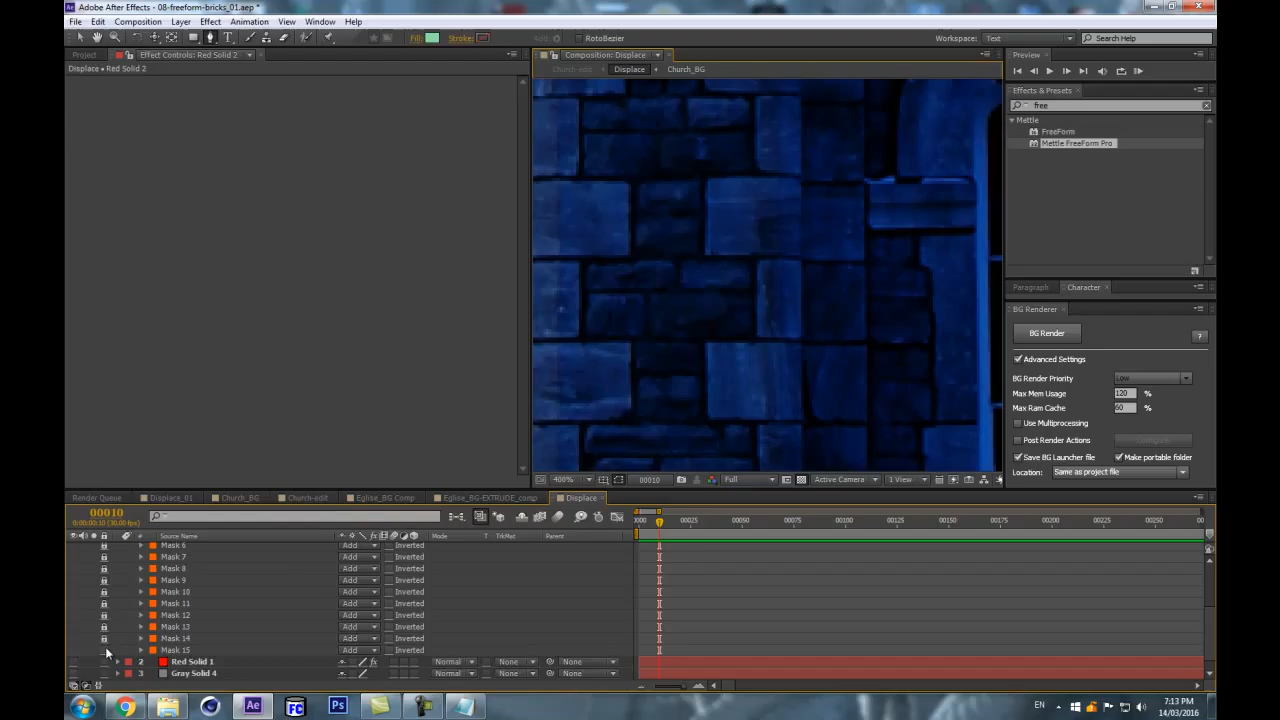 Adobe After Effects - 08-freeform-bricks_01.aep *
File Edit Composition Layer Effect Animation View Window Help
RotoBezier Fill: Stroke: Add: Workspace: Text Search Help
Project Effect Controls: Red Solid 2 Composition: Displace Preview
Displace • Red Solid 2
Church-edit Displace Church_BG
Effects & Presets
free
Mettle
FreeForm
Mettle FreeForm Pro
Paragraph Character
BG Renderer
BG Render ?
Advanced Settings
BG Render Priority Low
Max Mem Usage 120 %
Max Ram Cache 60 %
Use Multiprocessing
Post Render Actions
Save BG Launcher file Make portable folder
Location: Same as project file
400% 00010 Full Active Camera 1 View
Render Queue Displace_01 Church_BG Church-edit Eglise_BG Comp Eglise_BG-EXTRUDE_comp Displace
00010
0:00:00:10 (30.00 fps)
0000 00025 00050 00075 00100 00125 00150 00175 00200 00225 00250 00
# Source Name Mode T TrkMat Parent
Mask 6 Add Inverted
Mask 7 Add Inverted
Mask 8 Add Inverted
Mask 9 Add Inverted
Mask 10 Add Inverted
Mask 11 Add Inverted
Mask 12 Add Inverted
Mask 13 Add Inverted
Mask 14 Add Inverted
Mask 15 Add Inverted
2 Red Solid 1 Normal None None
3 Gray Solid 4 Normal None None
Ae FC Ps EN 7:13 PM
14/03/2016